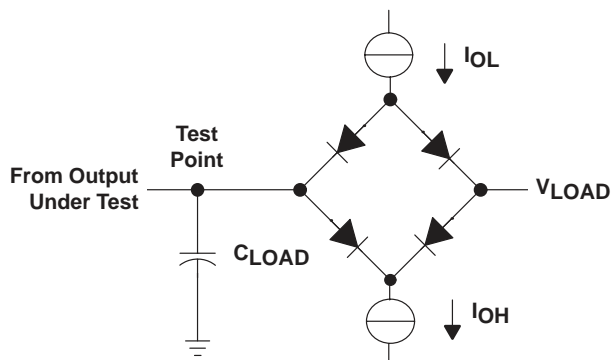 IOL
Test
Point
From Output
Under Test
VLOAD
CLOAD
IOH